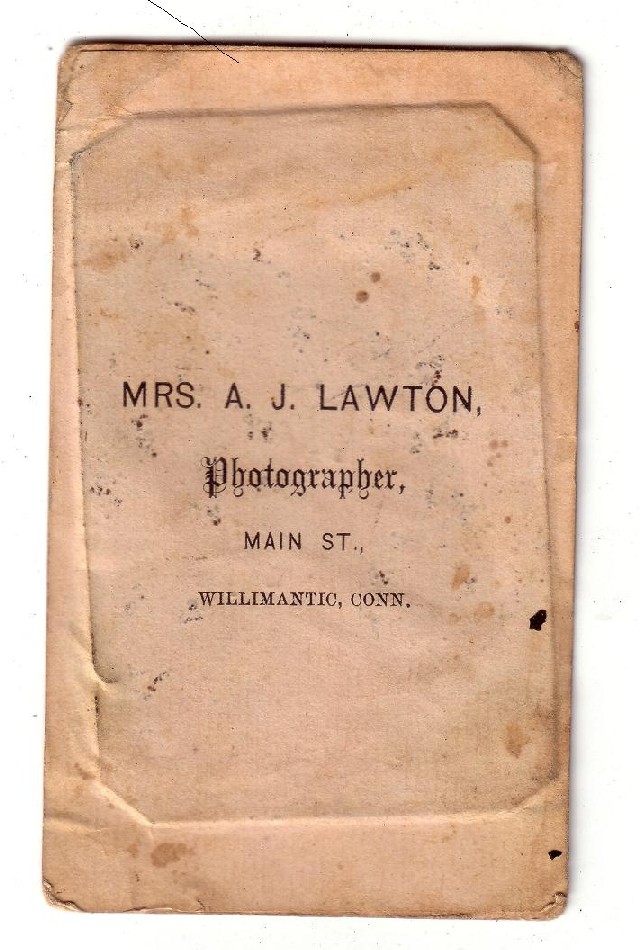 MRS. A. J. LAWTON,
Photographer,
MAIN ST.,
WILLIMANTIC, CONN.